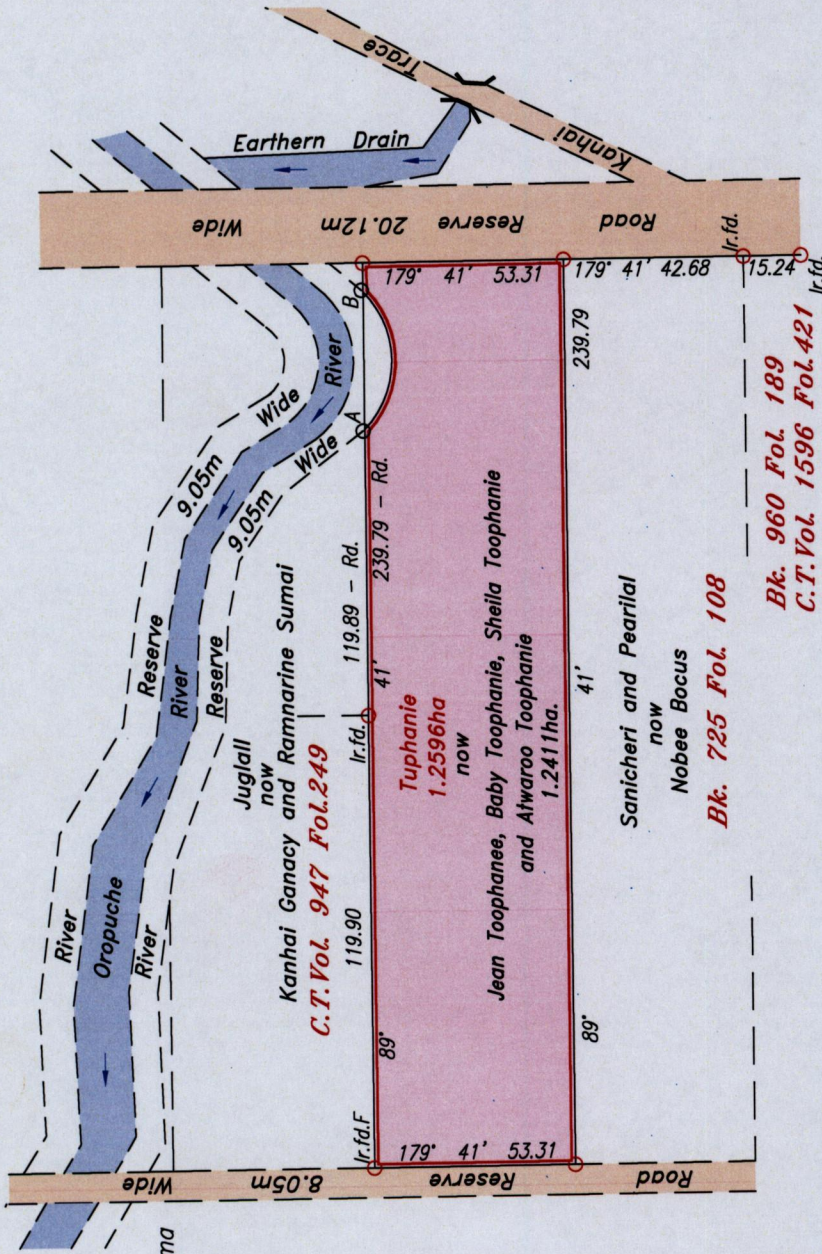 Trace
Kanhai
Earthern Drain
Wide
20.12m
Reserve
Road
Ir.fd.
Ir.fd.
179° 41' 53.31
179° 41' 42.68
15.24
B
A
River
Wide
9.05m
Reserve
River
Wide
9.05m
Reserve
River
Oropuche
River
Juglall
now
Kanhai Ganacy and Ramnarine Sumai
C.T.Vol. 947 Fol.249
Ir.fd.F
119.90
Ir.fd.
119.89 - Rd.
89°
41'
239.79 - Rd.
Tuphanie
1.2596ha
now
Jean Toophanee, Baby Toophanie, Sheila Toophanie
and Atwaroo Toophanie
1.2411ha.
179° 41' 53.31
89°
41'
239.79
Sanicheri and Pearilal
now
Nobee Bocus
Bk. 725 Fol. 108
Bk. 960 Fol. 189
C.T.Vol. 1596 Fol.421
Wide
8.05m
Reserve
Road
ma